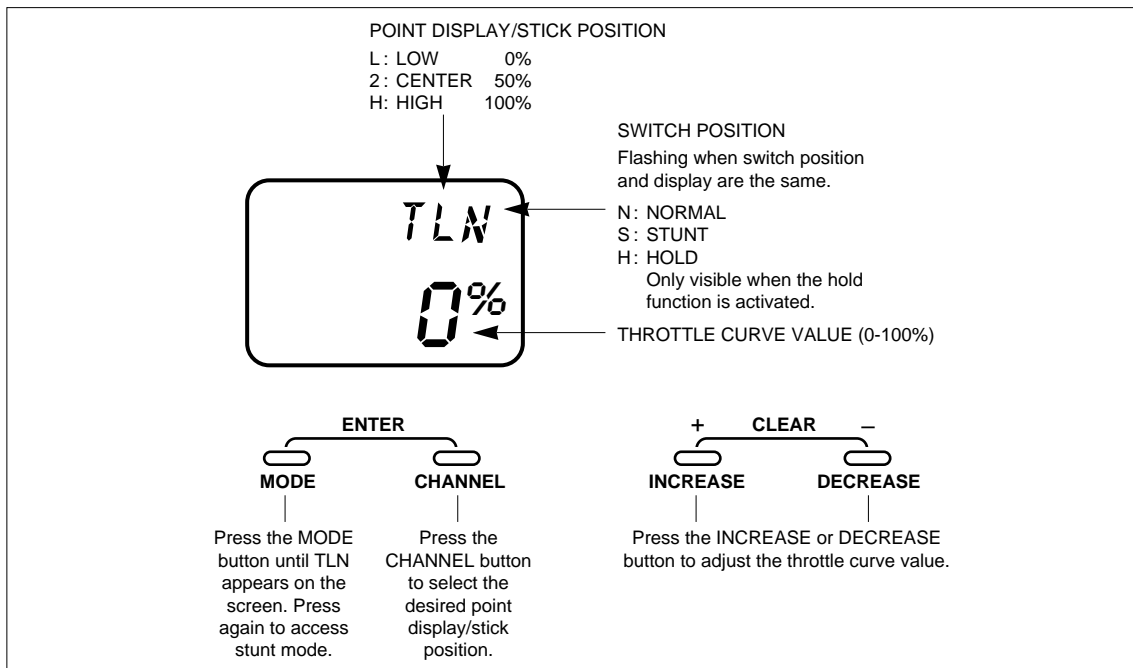 POINT DISPLAY/STICK POSITION
L: LOW 0%
2: CENTER 50%
H: HIGH 100%
SWITCH POSITION
Flashing when switch position
and display are the same.
N: NORMAL
S: STUNT
H: HOLD
Only visible when the hold
function is activated.
TLN
0%
THROTTLE CURVE VALUE (0-100%)
ENTER
MODE CHANNEL
+ CLEAR –
INCREASE DECREASE
Press the MODE
button until TLN
appears on the
screen. Press
again to access
stunt mode.
Press the
CHANNEL button
to select the
desired point
display/stick
position.
Press the INCREASE or DECREASE
button to adjust the throttle curve value.